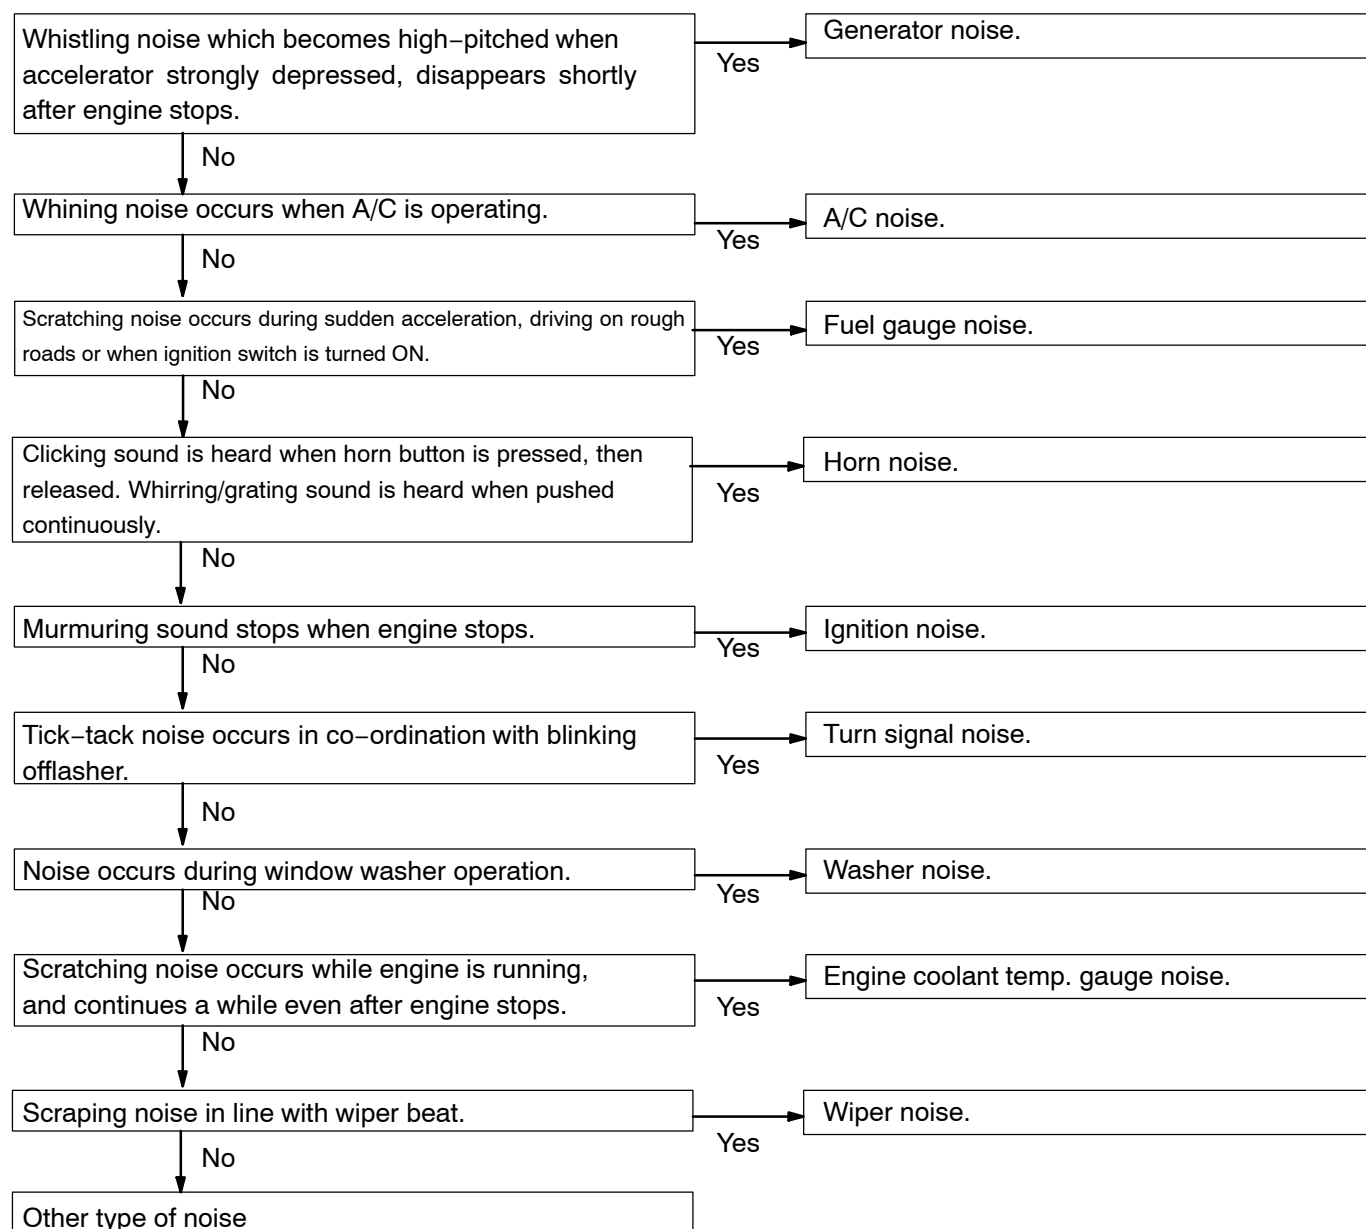 Whistling noise which becomes high–pitched when
accelerator strongly depressed, disappears shortly
after engine stops.
Yes
Generator noise.
No
Whining noise occurs when A/C is operating.
Yes
A/C noise.
No
Scratching noise occurs during sudden acceleration, driving on rough
roads or when ignition switch is turned ON.
Yes
Fuel gauge noise.
No
Clicking sound is heard when horn button is pressed, then
released. Whirring/grating sound is heard when pushed
continuously.
Yes
Horn noise.
No
Murmuring sound stops when engine stops.
Yes
Ignition noise.
No
Tick–tack noise occurs in co–ordination with blinking
offlasher.
Yes
Turn signal noise.
No
Noise occurs during window washer operation.
Yes
Washer noise.
No
Scratching noise occurs while engine is running,
and continues a while even after engine stops.
Yes
Engine coolant temp. gauge noise.
No
Scraping noise in line with wiper beat.
Yes
Wiper noise.
No
Other type of noise